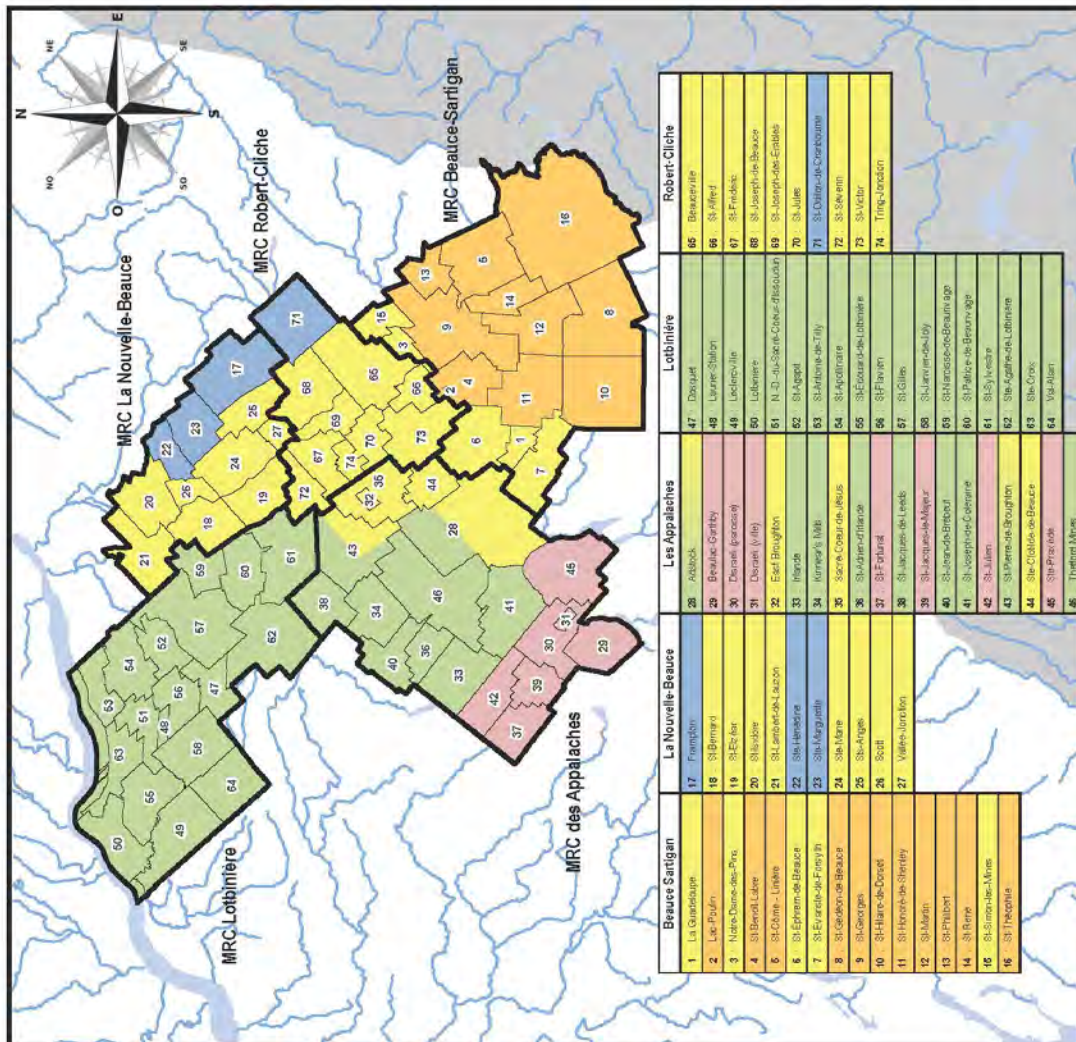 N
NE
E
SE
S
SO
O
NO
MRC La Nouvelle-Beauce
MRC Robert-Cliche
MRC Beauce-Sartigan
MRC Lotbinière
MRC des Appalaches
Beauce Sartigan
1 La Guadeloupe
2 Lac-Poulin
3 Notre-Dame-des-Pins
4 St-Benoît-Labre
5 St-Côme - Linière
6 St-Éphrem-de-Beauce
7 St-Évariste-de-Forsyth
8 St-Gédéon-de-Beauce
9 St-Georges
10 St-Hilaire-de-Dorset
11 St-Honoré-de-Shenley
12 St-Martin
13 St-Philibert
14 St-René
15 St-Simon-les-Mines
16 St-Théophile
La Nouvelle-Beauce
17 Frampton
18 St-Bernard
19 St-Elzéar
20 St-Isidore
21 St-Lambert-de-Lauzon
22 Ste-Hénédine
23 Ste-Marguerite
24 Ste-Marie
25 Sts-Anges
26 Scott
27 Vallée-Jonction
Les Appalaches
28 Adstock
29 Beaulac-Garthby
30 Disraeli (paroisse)
31 Disraeli (ville)
32 East Broughton
33 Irlande
34 Kinnear's Mills
35 Sacré-Coeur-de-Jésus
36 St-Adrien-d'Irlande
37 St-Fortunat
38 St-Jacques-de-Leeds
39 St-Jacques-le-Majeur
40 St-Jean-de-Brébeuf
41 St-Joseph-de-Coleraine
42 St-Julien
43 St-Pierre-de-Broughton
44 Ste-Clotilde-de-Beauce
45 Ste-Praxède
46 Thetford Mines
Lotbinière
47 Dosquet
48 Laurier-Station
49 Leclercville
50 Lotbinière
51 N.-D.-du-Sacré-Coeur-d'Issoudun
52 St-Agapit
53 St-Antoine-de-Tilly
54 St-Apollinaire
55 St-Édouard-de-Lotbinière
56 St-Flavien
57 St-Gilles
58 St-Janvier-de-Joly
59 St-Narcisse-de-Beaurivage
60 St-Patrice-de-Beaurivage
61 St-Sylvestre
62 Ste-Agathe-de-Lotbinière
63 Ste-Croix
64 Val-Alain
Robert-Cliche
65 Beauceville
66 St-Alfred
67 St-Frédéric
68 St-Joseph-de-Beauce
69 St-Joseph-des-Érables
70 St-Jules
71 St-Odilon-de-Cranbourne
72 St-Séverin
73 St-Victor
74 Tring-Jonction